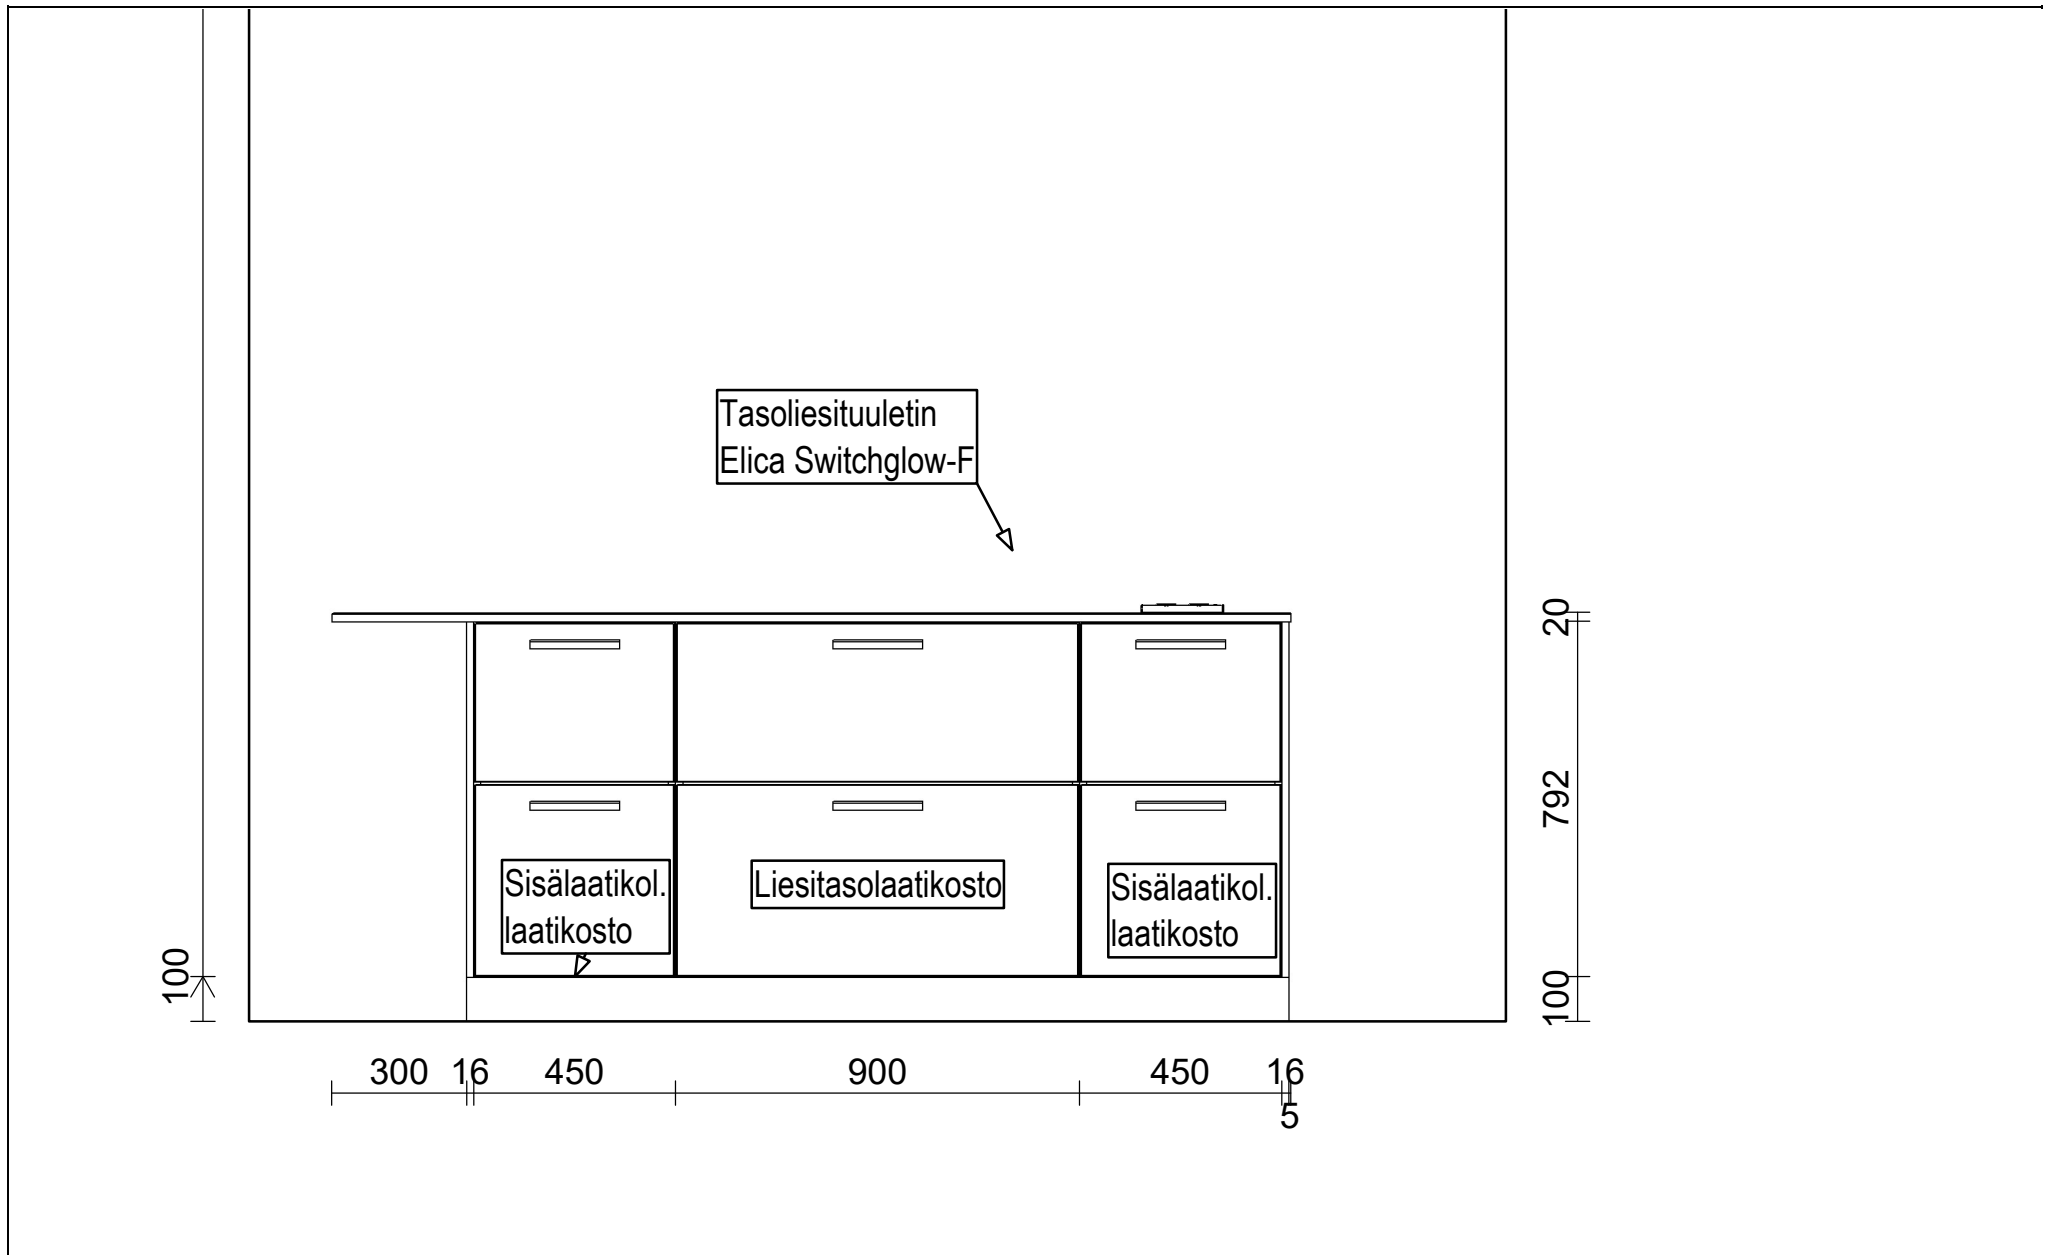 Tasoliesituuletin
Elica Switchglow-F
20
792
100
100
Sisälaatikol.
laatikosto
Liesitasolaatikosto
Sisälaatikol.
laatikosto
300 16 450 900 450 16
5